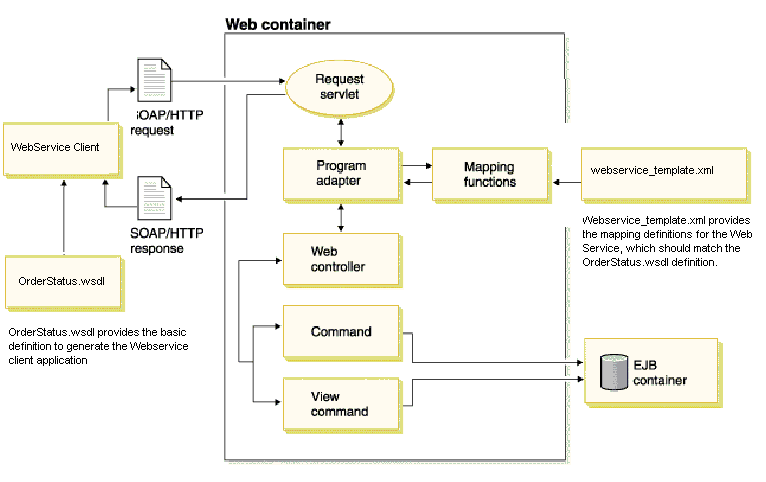 Web container
Request
servlet
SOAP/HTTP
request
WebService Client
Program
adapter
Mapping
functions
webservice_template.xml
SOAP/HTTP
response
Webservice_template.xml provides
the mapping definitions for the Web
Service, which should match the
OrderStatus.wsdl definition.
Web
controller
OrderStatus.wsdl
OrderStatus.wsdl provides the basic
definition to generate the Webservice
client application
Command
EJB
container
View
command